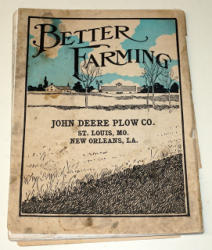 BETTER
FARMING
JOHN DEERE PLOW CO.
ST. LOUIS, MO.
NEW ORLEANS, LA.